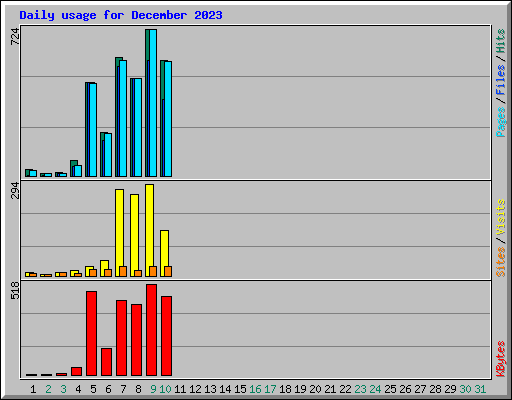 Daily usage for December 2023
724
Pages / Files / Hits
294
Sites / Visits
518
KBytes
1 2 3 4 5 6 7 8 9 10 11 12 13 14 15 16 17 18 19 20 21 22 23 24 25 26 27 28 29 30 31